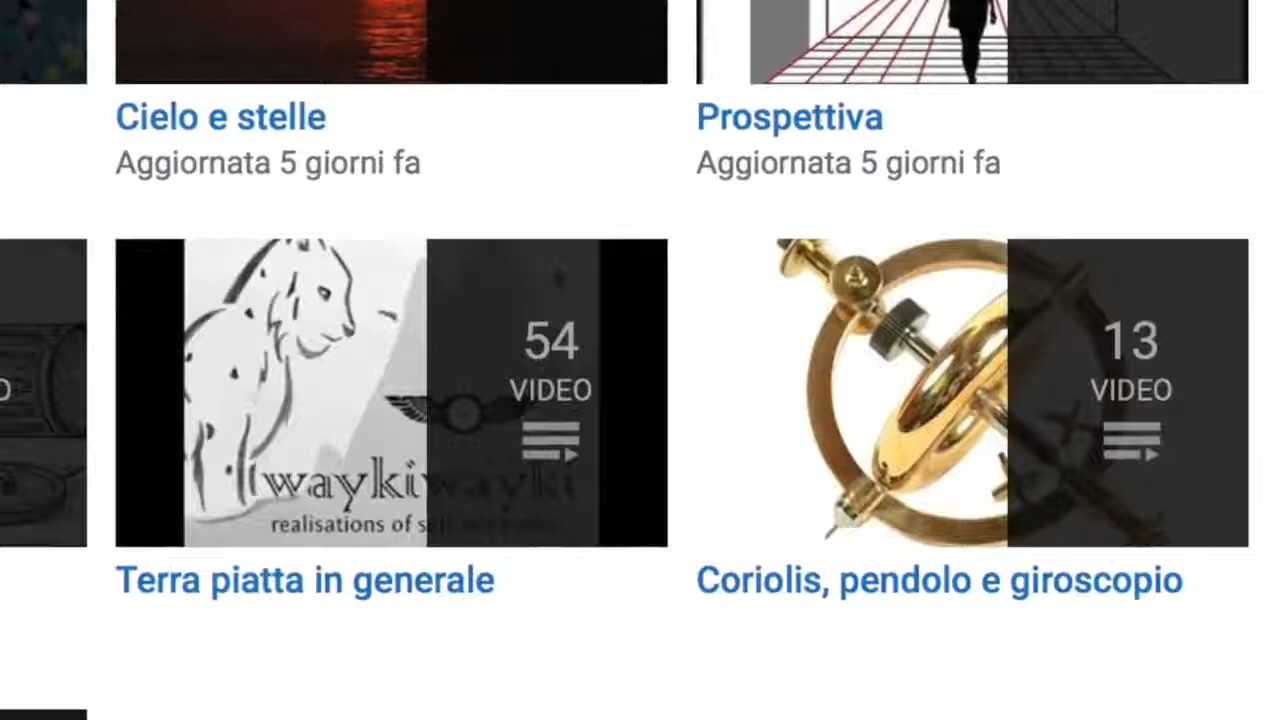 Cielo e stelle
Aggiornata 5 giorni fa
Prospettiva
Aggiornata 5 giorni fa
54
VIDEO
waykiwayki
realisations of
Terra piatta in generale
13
VIDEO
Coriolis, pendolo e giroscopio